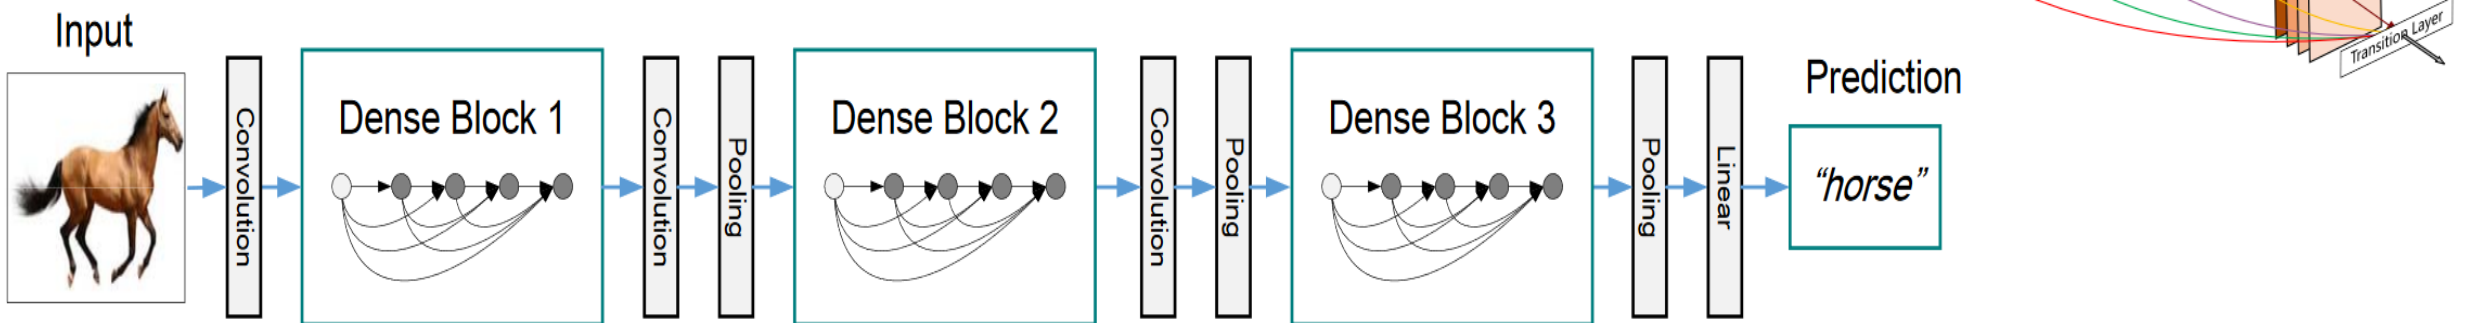 Input
Convolution
Dense Block 1
Convolution
Pooling
Dense Block 2
Convolution
Pooling
Dense Block 3
Pooling
Linear
Prediction
“horse”
Transition Layer